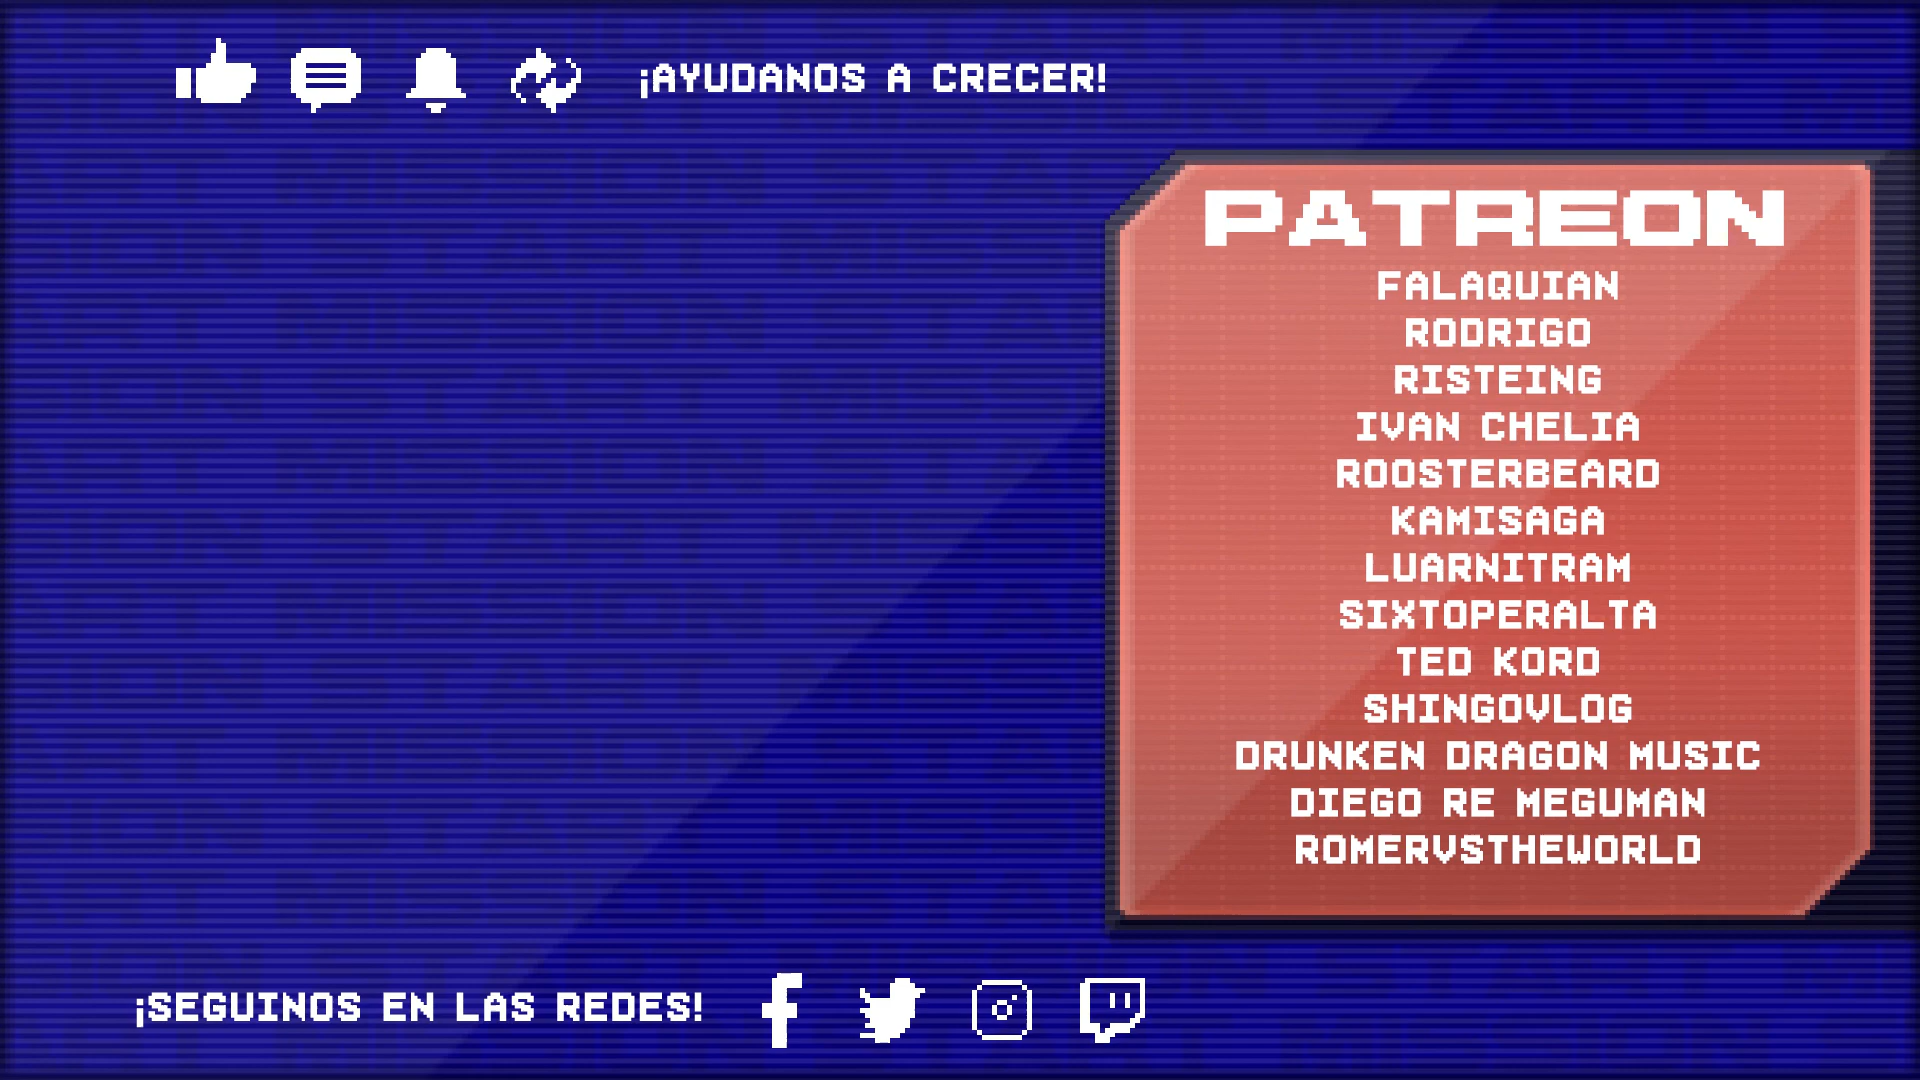 ¡AYUDANOS A CRECER!
PATREON
FALAQUIAN
RODRIGO
RISTEING
IVAN CHELIA
ROOSTERBEARD
KAMISAGA
LUARNITRAM
SIXTOPERALTA
TED KORD
SHINGOVLOG
DRUNKEN DRAGON MUSIC
DIEGO RE MEGUMAN
ROMERVSTHEWORLD
¡SEGUINOS EN LAS REDES!